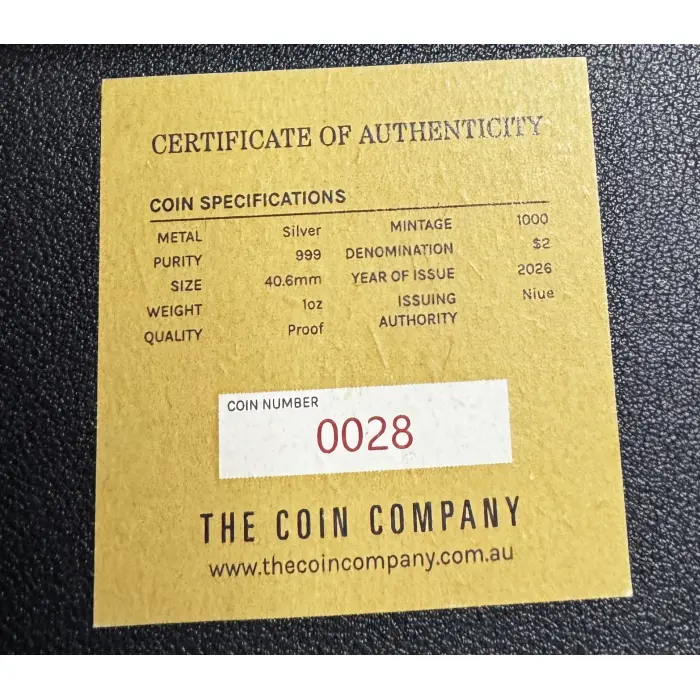 CERTIFICATE OF AUTHENTICITY
COIN SPECIFICATIONS
METAL Silver
PURITY 999
SIZE 40.6mm
WEIGHT 1oz
QUALITY Proof
MINTAGE 1000
DENOMINATION $2
YEAR OF ISSUE 2026
ISSUING Niue
AUTHORITY
COIN NUMBER
0028
THE COIN COMPANY
www.thecoincompany.com.au